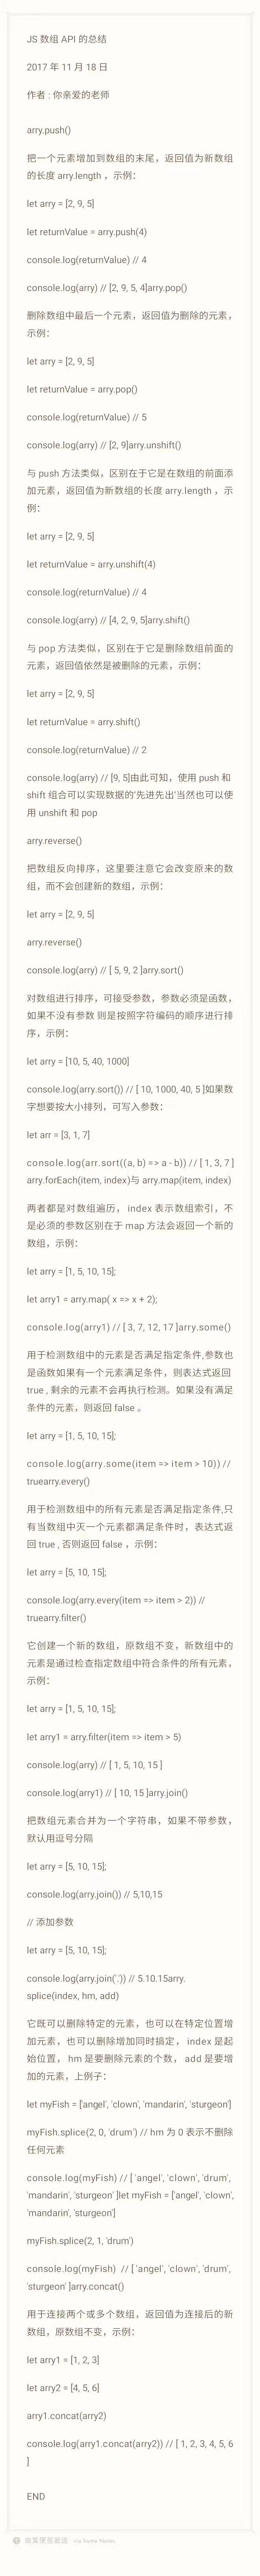 JS 数组 API 的总结
2017 年 11 月 18 日
作者 : 你亲爱的老师
arry.push()
把一个元素增加到数组的末尾，返回值为新数组
的长度 arry.length ，示例：
let arry = [2, 9, 5]
let returnValue = arry.push(4)
console.log(returnValue) // 4
console.log(arry) // [2, 9, 5, 4]arry.pop()
删除数组中最后一个元素，返回值为删除的元素，
示例：
let arry = [2, 9, 5]
let returnValue = arry.pop()
console.log(returnValue) // 5
console.log(arry) // [2, 9]arry.unshift()
与 push 方法类似，区别在于它是在数组的前面添
加元素，返回值为新数组的长度 arry.length ，示
例：
let arry = [2, 9, 5]
let returnValue = arry.unshift(4)
console.log(returnValue) // 4
console.log(arry) // [4, 2, 9, 5]arry.shift()
与 pop 方法类似，区别在于它是删除数组前面的
元素，返回值依然是被删除的元素，示例：
let arry = [2, 9, 5]
let returnValue = arry.shift()
console.log(returnValue) // 2
console.log(arry) // [9, 5]由此可知，使用 push 和
shift 组合可以实现数据的'先进先出'当然也可以使
用 unshift 和 pop
arry.reverse()
把数组反向排序，这里要注意它会改变原来的数
组，而不会创建新的数组，示例：
let arry = [2, 9, 5]
arry.reverse()
console.log(arry) // [ 5, 9, 2 ]arry.sort()
对数组进行排序，可接受参数，参数必须是函数，
如果不没有参数 则是按照字符编码的顺序进行排
序，示例：
let arry = [10, 5, 40, 1000]
console.log(arry.sort()) // [ 10, 1000, 40, 5 ]如果数
字想要按大小排列，可写入参数：
let arr = [3, 1, 7]
console.log(arr.sort((a, b) => a - b)) // [ 1, 3, 7 ]
arry.forEach(item, index)与 arry.map(item, index)
两者都是对数组遍历， index 表示数组索引，不
是必须的参数区别在于 map 方法会返回一个新的
数组，示例：
let arry = [1, 5, 10, 15];
let arry1 = arry.map( x => x + 2);
console.log(arry1) // [ 3, 7, 12, 17 ]arry.some()
用于检测数组中的元素是否满足指定条件,参数也
是函数如果有一个元素满足条件，则表达式返回
true , 剩余的元素不会再执行检测。如果没有满足
条件的元素，则返回 false 。
let arry = [1, 5, 10, 15];
console.log(arry.some(item => item > 10)) //
truearry.every()
用于检测数组中的所有元素是否满足指定条件,只
有当数组中灭一个元素都满足条件时，表达式返
回 true , 否则返回 false ，示例：
let arry = [5, 10, 15];
console.log(arry.every(item => item > 2)) //
truearry.filter()
它创建一个新的数组，原数组不变，新数组中的
元素是通过检查指定数组中符合条件的所有元素，
示例：
let arry = [1, 5, 10, 15];
let arry1 = arry.filter(item => item > 5)
console.log(arry) // [ 1, 5, 10, 15 ]
console.log(arry1) // [ 10, 15 ]arry.join()
把数组元素合并为一个字符串，如果不带参数，
默认用逗号分隔
let arry = [5, 10, 15];
console.log(arry.join()) // 5,10,15
// 添加参数
let arry = [5, 10, 15];
console.log(arry.join('.')) // 5.10.15arry.
splice(index, hm, add)
它既可以删除特定的元素，也可以在特定位置增
加元素，也可以删除增加同时搞定， index 是起
始位置， hm 是要删除元素的个数， add 是要增
加的元素，上例子：
let myFish = ['angel', 'clown', 'mandarin', 'sturgeon']
myFish.splice(2, 0, 'drum') // hm 为 0 表示不删除
任何元素
console.log(myFish) // [ 'angel', 'clown', 'drum',
'mandarin', 'sturgeon' ]let myFish = ['angel', 'clown',
'mandarin', 'sturgeon']
myFish.splice(2, 1, 'drum')
console.log(myFish) // [ 'angel', 'clown', 'drum',
'sturgeon' ]arry.concat()
用于连接两个或多个数组，返回值为连接后的新
数组，原数组不变，示例：
let arry1 = [1, 2, 3]
let arry2 = [4, 5, 6]
arry1.concat(arry2)
console.log(arry1.concat(arry2)) // [ 1, 2, 3, 4, 5, 6
]
END
由某便签邮送 via Some Notes